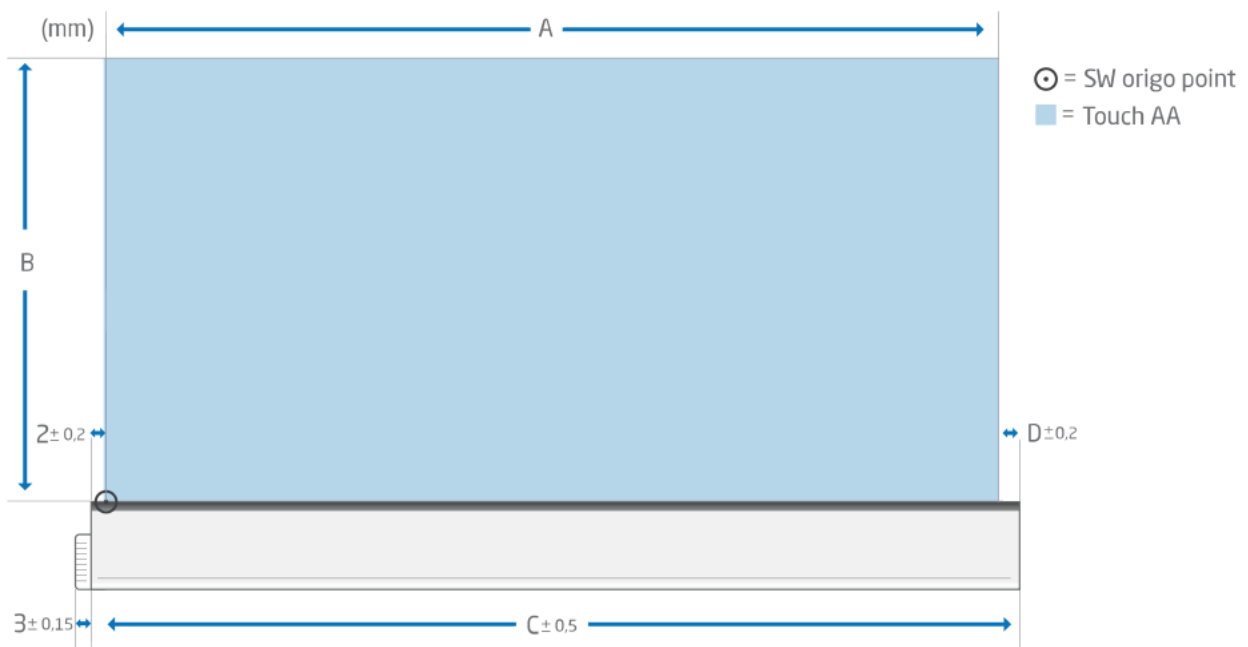 (mm)
A
= SW origo point
= Touch AA
B
2± 0,2
D±0,2
3± 0,15
C± 0,5